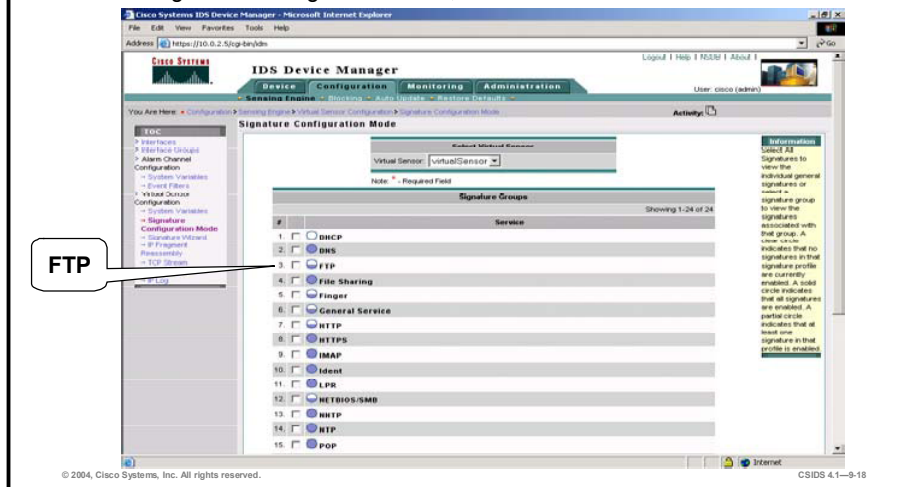 Cisco Systems IDS Device Manager - Microsoft Internet Explorer
File Edit View Favorites Tools Help
Address https://10.0.2.5/cgi-bin/idm Go
CISCO SYSTEMS
IDS Device Manager
Logout | Help | NSDB | About |
Device Configuration Monitoring Administration
User: cisco (admin)
Sensing Engine Blocking Auto Update Restore Defaults
You Are Here: Configuration Sensing Engine Virtual Sensor Configuration Signature Configuration Mode
Activity:
TOC
Interfaces
Interface Groups
Alarm Channel
Configuration
System Variables
Event Filters
Virtual Sensor
Configuration
System Variables
Signature
Configuration Mode
Signature Wizard
IP Fragment
Reassembly
TCP Stream
IP Log
Signature Configuration Mode
Select Virtual Sensor
Virtual Sensor: virtualSensor
Note: * - Required Field
Signature Groups
Showing 1-24 of 24
# Service
1. DHCP
2. DNS
3. FTP
4. File Sharing
5. Finger
6. General Service
7. HTTP
8. HTTPS
9. IMAP
10. Ident
11. LPR
12. NETBIOS/SMB
13. NNTP
14. NTP
15. POP
Information
Select All
Signatures to
view the
individual general
signatures or
select a
signature group
to view the
signatures
associated with
that group. A
clear circle
indicates that no
signatures in that
signature profile
are currently
enabled. A solid
circle indicates
that all signatures
are enabled. A
partial circle
indicates that at
least one
signature in that
profile is enabled
FTP
Internet
© 2004, Cisco Systems, Inc. All rights reserved.
CSIDS 4.1—9-18